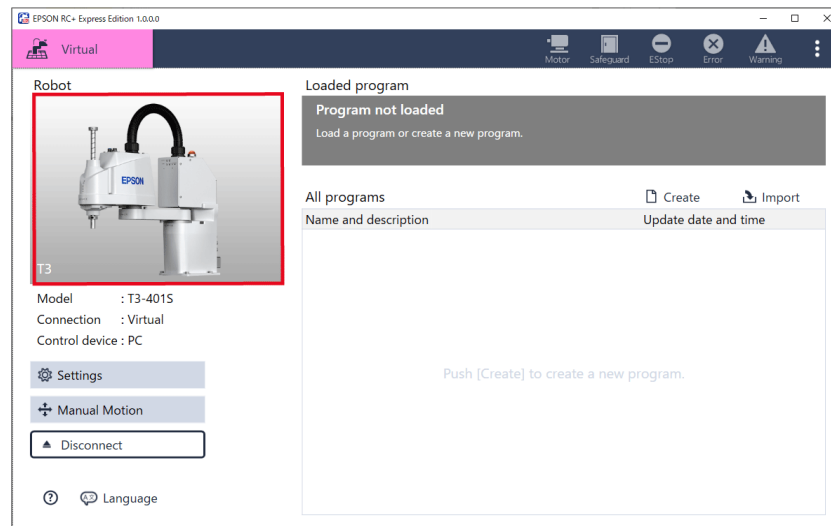 EPSON RC+ Express Edition 1.0.0.0
Virtual
Motor
Safeguard
EStop
Error
Warning
Robot
EPSON
T3
Model : T3-401S
Connection : Virtual
Control device : PC
Settings
Manual Motion
Disconnect
Language
Loaded program
Program not loaded
Load a program or create a new program.
All programs
Create
Import
Name and description
Update date and time
Push [Create] to create a new program.